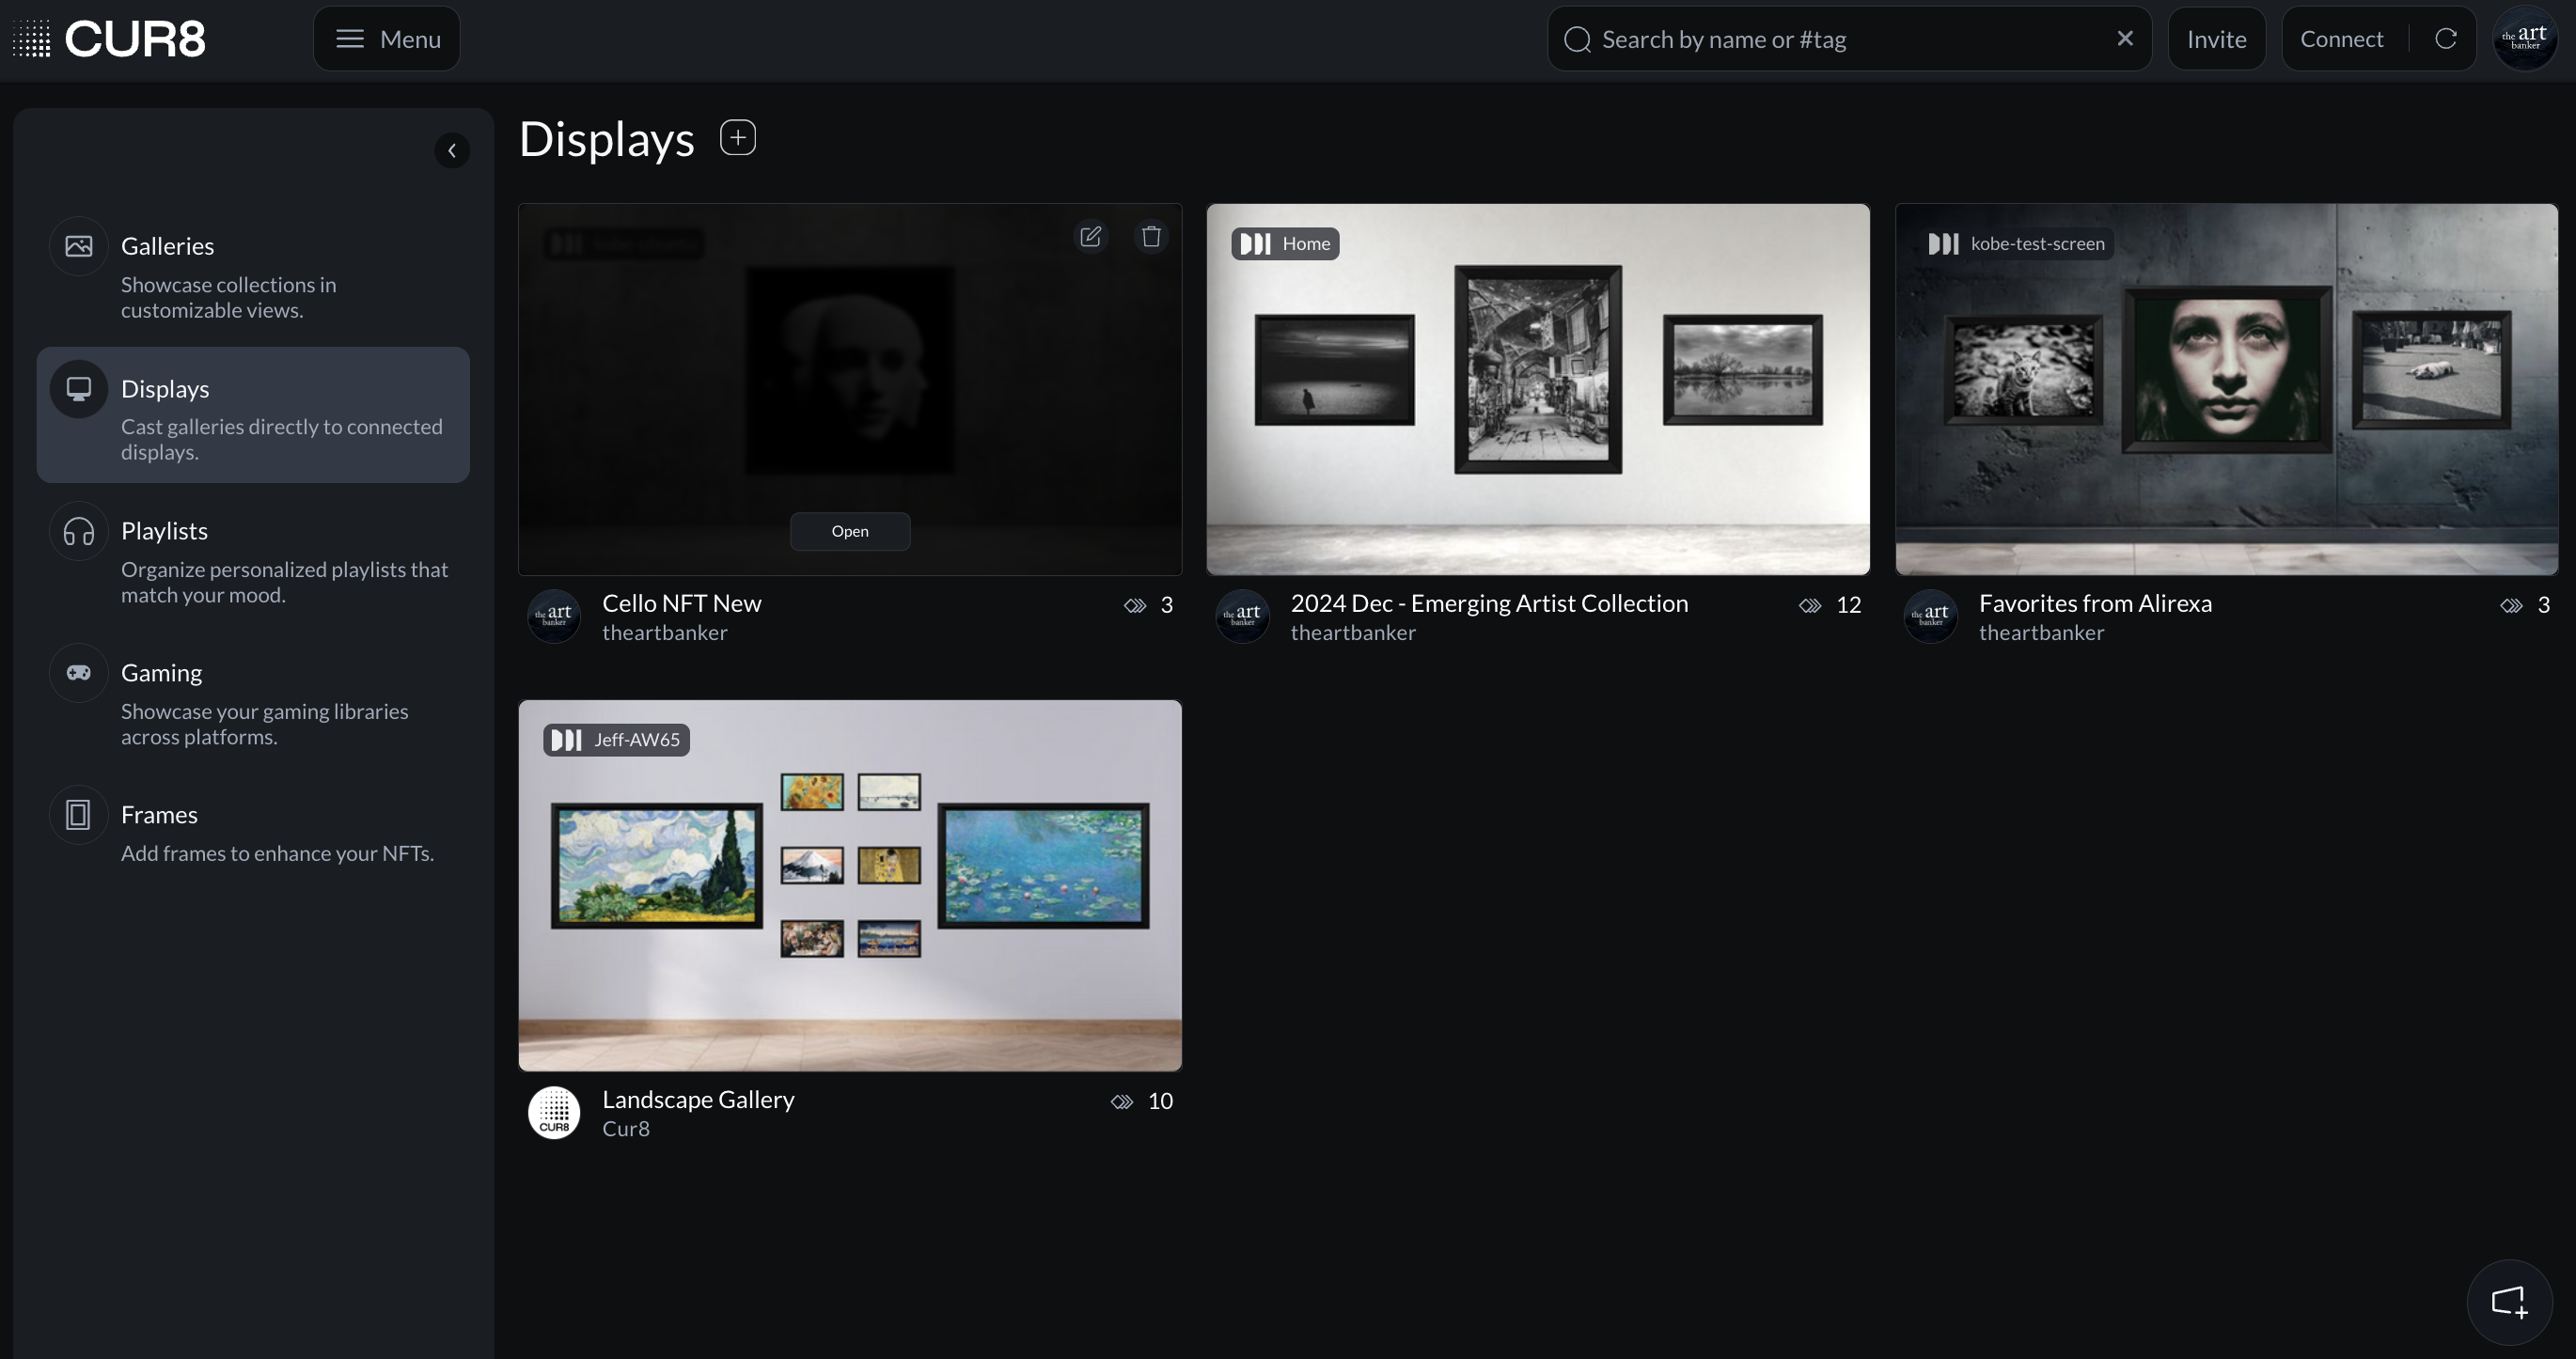 CUR8
Menu
Search by name or #tag
Invite
Connect
the art
banker
Displays
Galleries
Showcase collections in
customizable views.
Displays
Cast galleries directly to connected
displays.
Playlists
Organize personalized playlists that
match your mood.
Gaming
Showcase your gaming libraries
across platforms.
Frames
Add frames to enhance your NFTs.
Open
the art
banker
Cello NFT New
theartbanker
3
Home
the art
banker
2024 Dec - Emerging Artist Collection
theartbanker
12
kobe-test-screen
the art
banker
Favorites from Alirexa
theartbanker
3
Jeff-AW65
CUR8
Landscape Gallery
Cur8
10